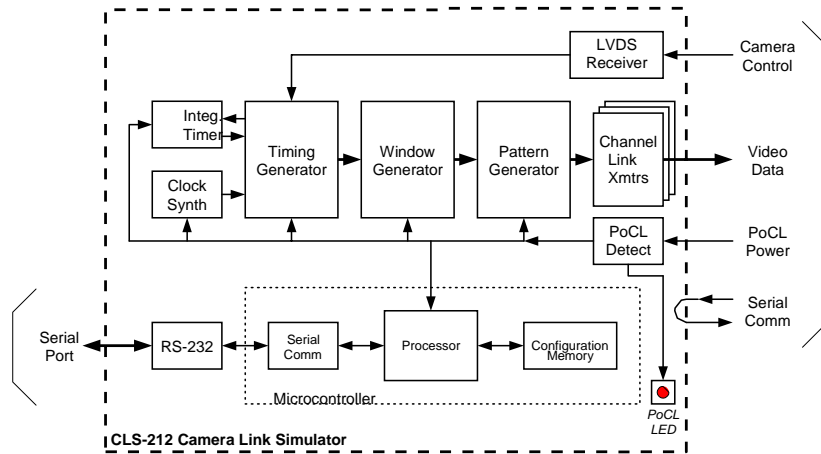 LVDS
Receiver
Camera
Control
Integ.
Timer
Timing
Generator
Window
Generator
Pattern
Generator
Channel
Link
Xmtrs
Video
Data
Clock
Synth
PoCL
Detect
PoCL
Power
Serial
Comm
Serial
Port
RS-232
Serial
Comm
Processor
Configuration
Memory
Microcontroller
PoCL
LED
CLS-212 Camera Link Simulator